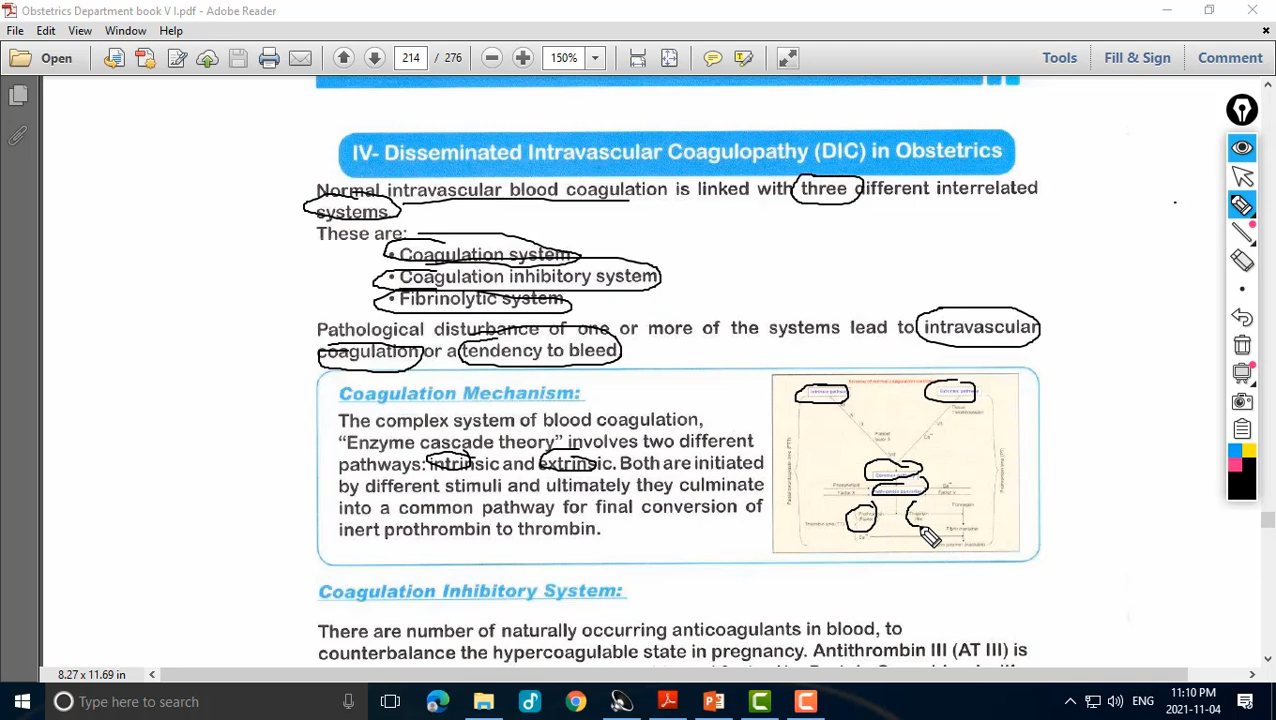 Obstetrics Department book V I.pdf - Adobe Reader
File Edit View Window Help
Open 214 / 276 150% Tools Fill & Sign Comment
IV- Disseminated Intravascular Coagulopathy (DIC) in Obstetrics
Normal intravascular blood coagulation is linked with three different interrelated
systems.
These are:
• Coagulation system
• Coagulation inhibitory system
• Fibrinolytic system
Pathological disturbance of one or more of the systems lead to intravascular
coagulation or a tendency to bleed
Coagulation Mechanism:
The complex system of blood coagulation,
“Enzyme cascade theory” involves two different
pathways: intrinsic and extrinsic. Both are initiated
by different stimuli and ultimately they culminate
into a common pathway for final conversion of
inert prothrombin to thrombin.
Phospholipid
Factor X
Factor V
Fibrinogen
Coagulation Inhibitory System:
There are number of naturally occurring anticoagulants in blood, to
counterbalance the hypercoagulable state in pregnancy. Antithrombin III (AT III) is
8.27 x 11.69 in
Type here to search
ENG
11:10 PM
2021-11-04